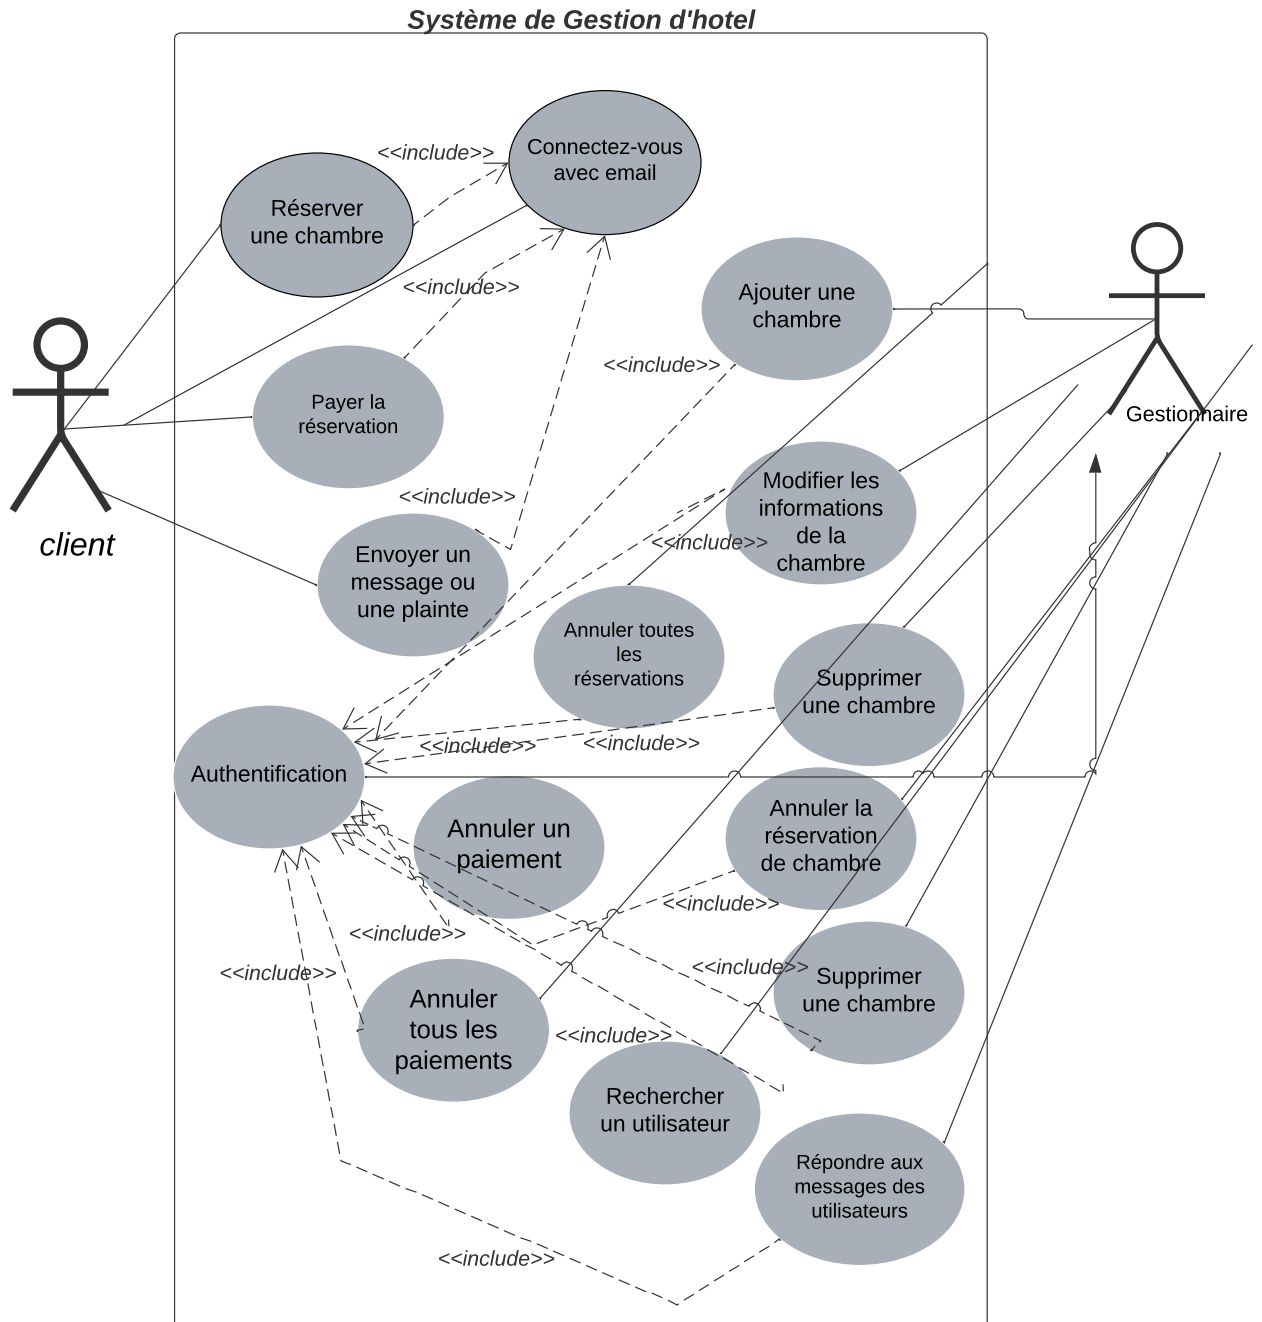 Système de Gestion d'hotel
Connectez-vous
avec email
<<include>>
Réserver
une chambre
<<include>>
Ajouter une
chambre
<<include>>
Payer la
réservation
Gestionnaire
<<include>>
Modifier les
informations
de la
chambre
<<include>>
client
Envoyer un
message ou
une plainte
Annuler toutes
les
réservations
Supprimer
une chambre
<<include>>
<<include>>
Authentification
Annuler un
paiement
Annuler la
réservation
de chambre
<<include>>
<<include>>
<<include>>
<<include>>
Supprimer
une chambre
Annuler
tous les
paiements
<<include>>
Rechercher
un utilisateur
Répondre aux
messages des
utilisateurs
<<include>>